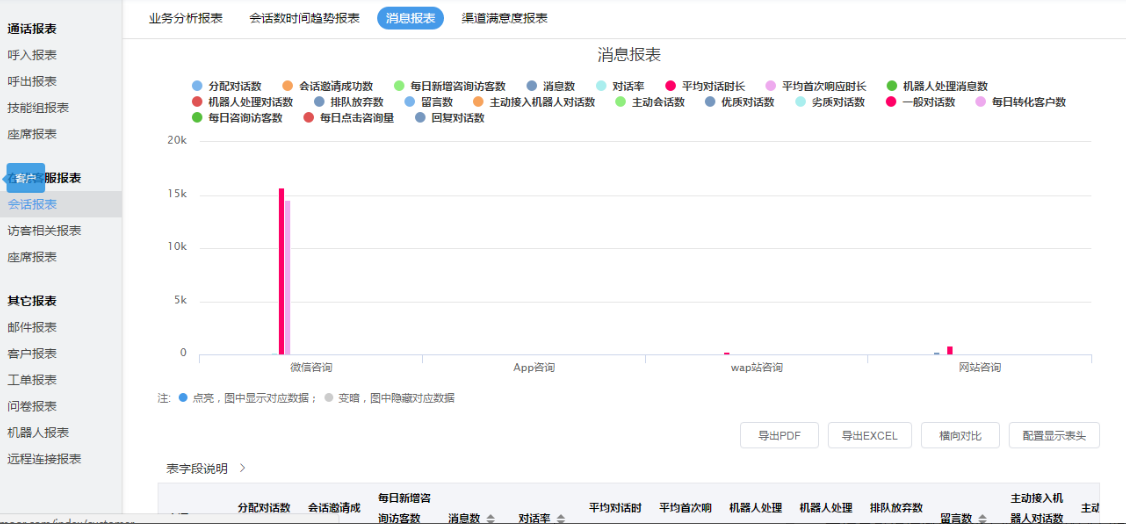 业务分析报表 会话数时间趋势报表 消息报表 渠道满意度报表
通话报表
呼入报表
呼出报表
技能组报表
座席报表
客户
服报表
会话报表
访客相关报表
座席报表
其它报表
邮件报表
客户报表
工单报表
问卷报表
机器人报表
远程连接报表
消息报表
分配对话数 会话邀请成功数 每日新增咨询访客数 消息数 对话率 平均对话时长 平均首次响应时长 机器人处理消息数
机器人处理对话数 排队放弃数 留言数 主动接入机器人对话数 主动会话数 优质对话数 劣质对话数 一般对话数 每日转化客户数
每日咨询访客数 每日点击咨询量 回复对话数
20k
15k
10k
5k
0
微信咨询 App咨询 wap站咨询 网站咨询
注: 点亮，图中显示对应数据； 变暗，图中隐藏对应数据
导出PDF 导出EXCEL 横向对比 配置显示表头
表字段说明 >
分配对话数 会话邀请成 每日新增咨 平均对话时 平均首次响 机器人处理 机器人处理 排队放弃数 主动接入机 主动
询访客数 消息数 对话率 留言数 器人对话数